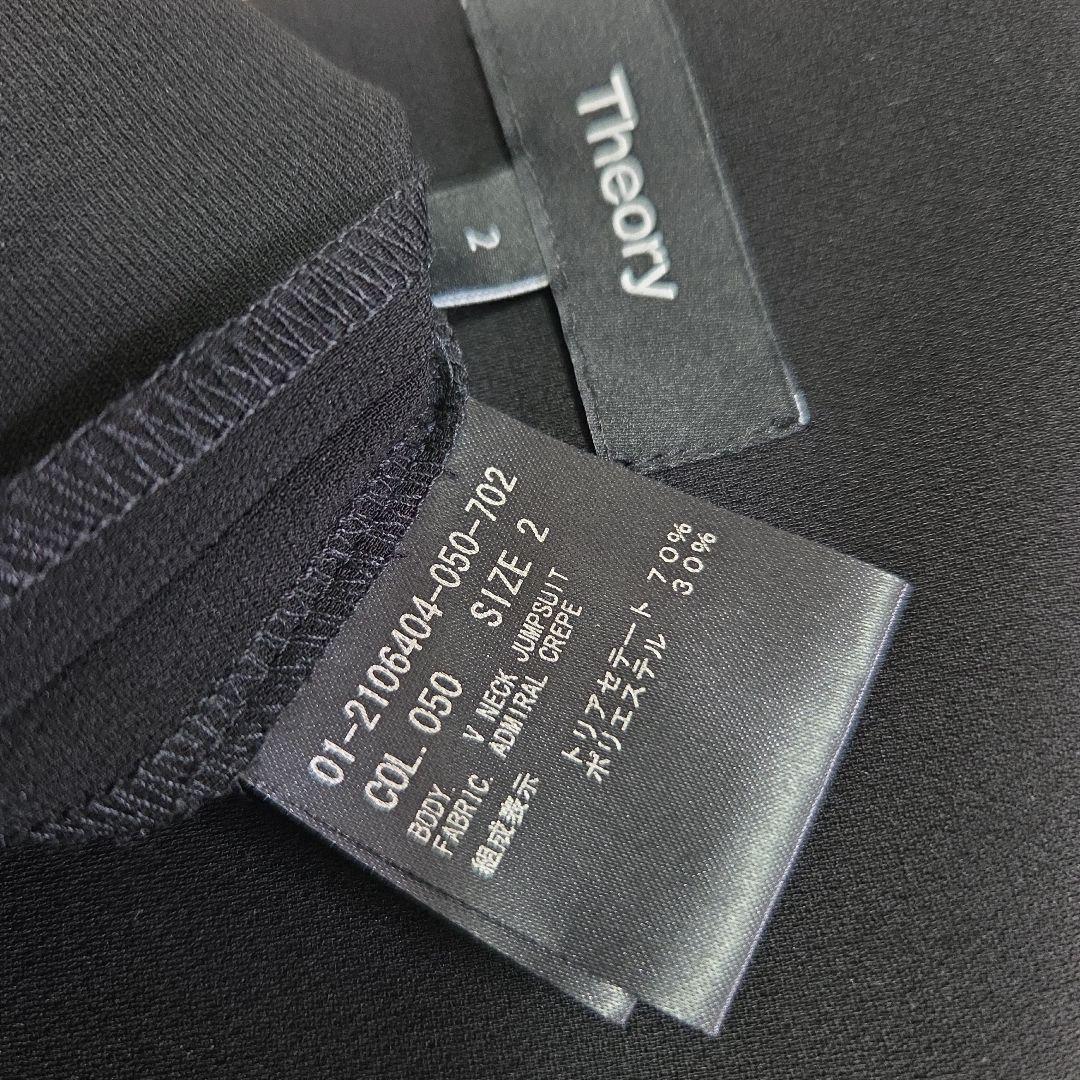 Theory
2
01-2106404-050-702
COL. 050 SIZE 2
BODY V NECK JUMPSUIT
FABRIC. ADMIRAL CREPE
組成表示
トリアセテート 70%
ポリエステル 30%